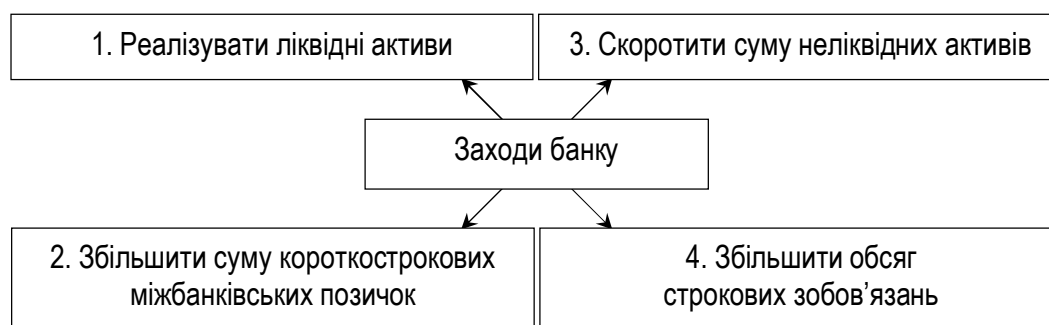 1. Реалізувати ліквідні активи
3. Скоротити суму неліквідних активів
Заходи банку
2. Збільшити суму короткострокових
міжбанківських позичок
4. Збільшити обсяг
строкових зобов’язань